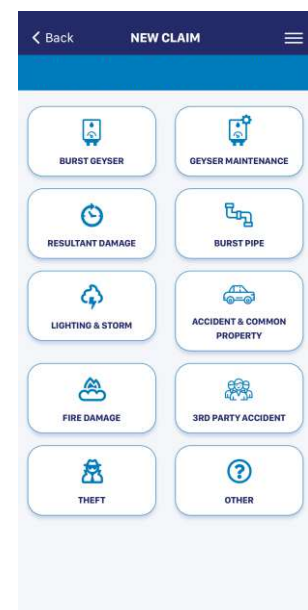 Back
NEW CLAIM
BURST GEYSER
GEYSER MAINTENANCE
RESULTANT DAMAGE
BURST PIPE
LIGHTING & STORM
ACCIDENT & COMMON
PROPERTY
FIRE DAMAGE
3RD PARTY ACCIDENT
THEFT
OTHER